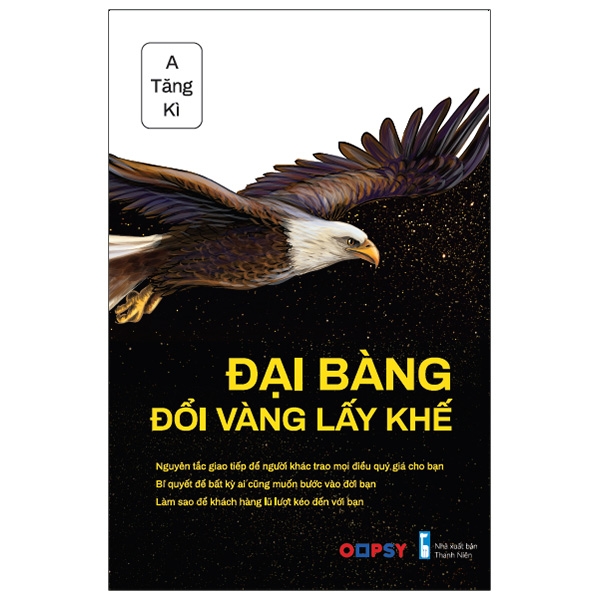 A
Tăng
Kì
ĐẠI BÀNG
ĐỔI VÀNG LẤY KHẾ
Nguyên tắc giao tiếp để người khác trao mọi điều quý giá cho bạn
Bí quyết để bất kỳ ai cũng muốn bước vào đời bạn
Làm sao để khách hàng lũ lượt kéo đến với bạn
OOPSY
Nhà xuất bản
Thanh Niên